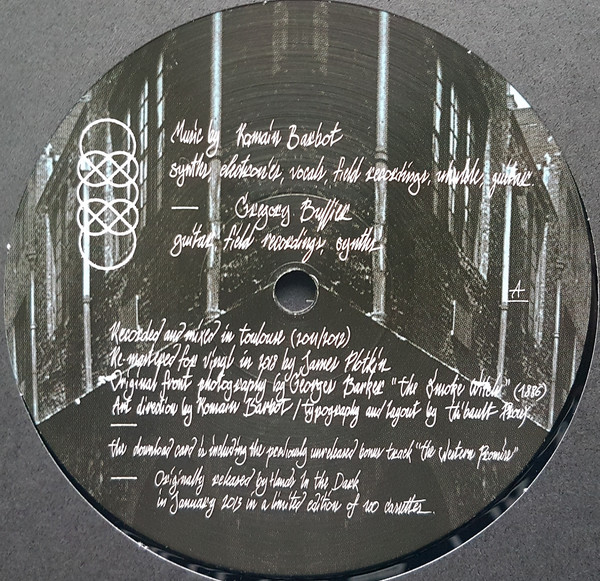 Music by Romain Barbot
synths, electronics, vocals, field recordings, ukulele, guitar.
— Gregory Buffier
guitar, field recordings, synths
A
Recorded and mixed in toulouse (2011/2012)
Re-mastered for vinyl in 2013 by James Plotkin
Original front photography by Georges Barker "the Smoke (1886)
Art direction by Romain Barbot / typography and layout by thibault Proux
the download card is including the previously unreleased bonus track "the Western Promise"
— Originally released by Hands In the Dark
in January 2013 in a limited edition of 100 cassettes.